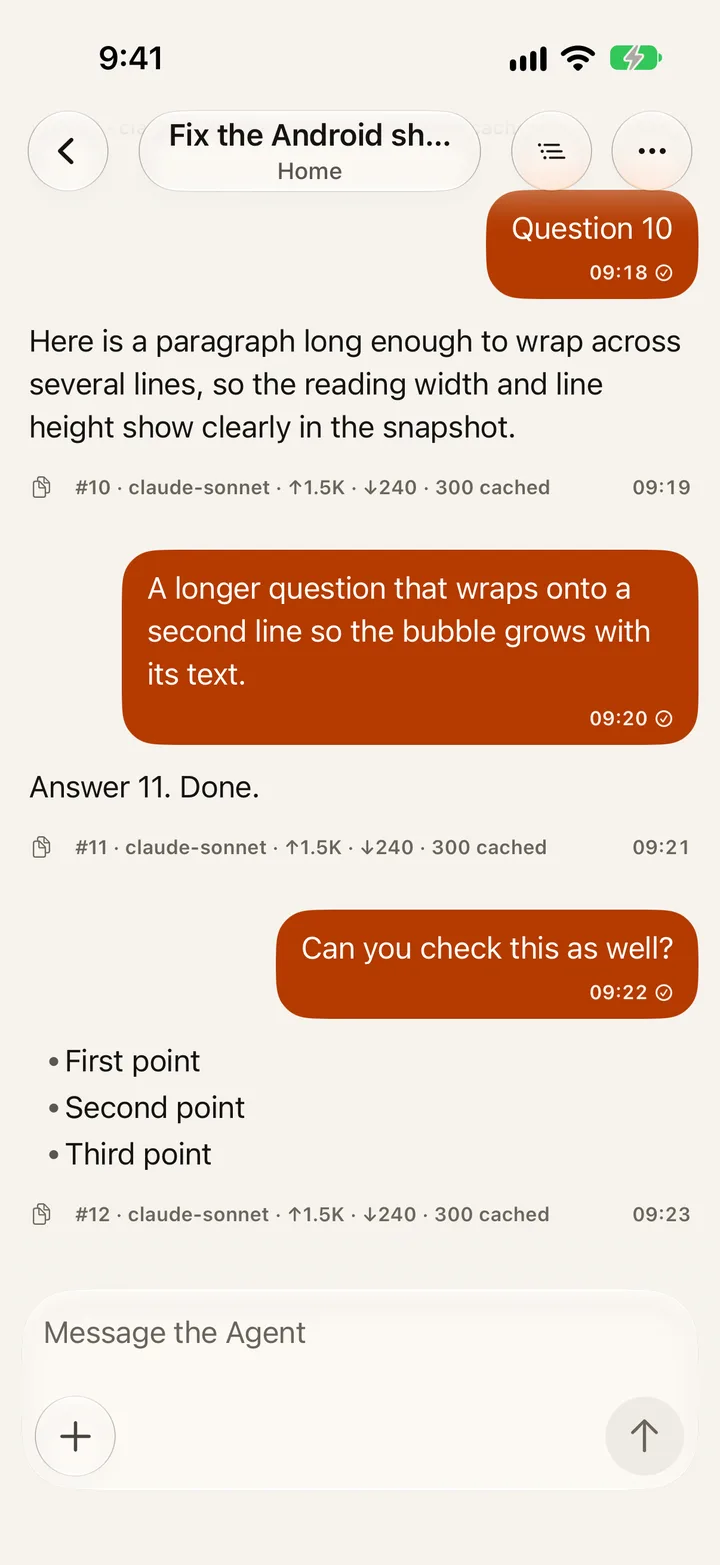 9:41
Fix the Android sh...
Home
Question 10
09:18
Here is a paragraph long enough to wrap across
several lines, so the reading width and line
height show clearly in the snapshot.
#10 · claude-sonnet · ↑1.5K · ↓240 · 300 cached 09:19
A longer question that wraps onto a
second line so the bubble grows with
its text.
09:20
Answer 11. Done.
#11 · claude-sonnet · ↑1.5K · ↓240 · 300 cached 09:21
Can you check this as well?
09:22
• First point
• Second point
• Third point
#12 · claude-sonnet · ↑1.5K · ↓240 · 300 cached 09:23
Message the Agent